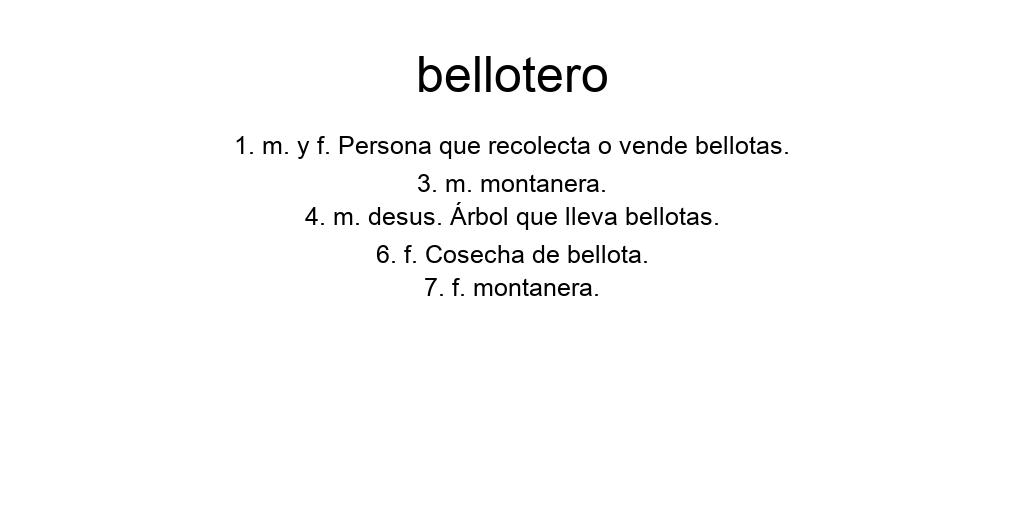 bellotero
1. m. y f. Persona que recolecta o vende bellotas.
3. m. montanera.
4. m. desus. Árbol que lleva bellotas.
6. f. Cosecha de bellota.
7. f. montanera.